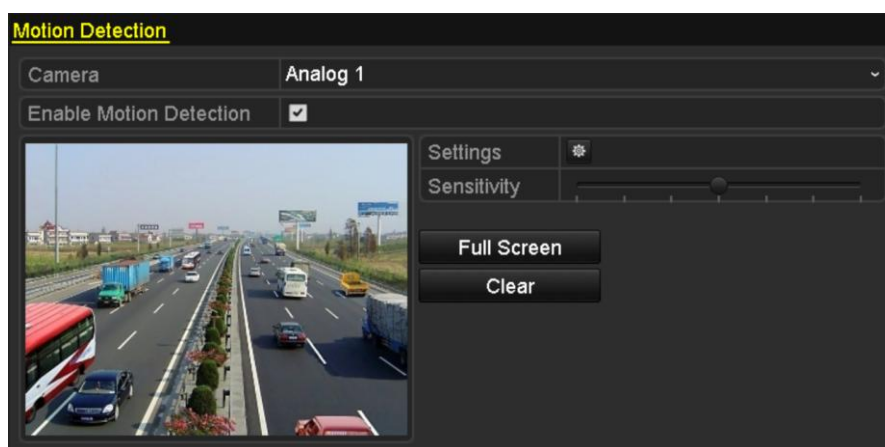 Motion Detection
Camera Analog 1
Enable Motion Detection
Settings
Sensitivity
Full Screen
Clear